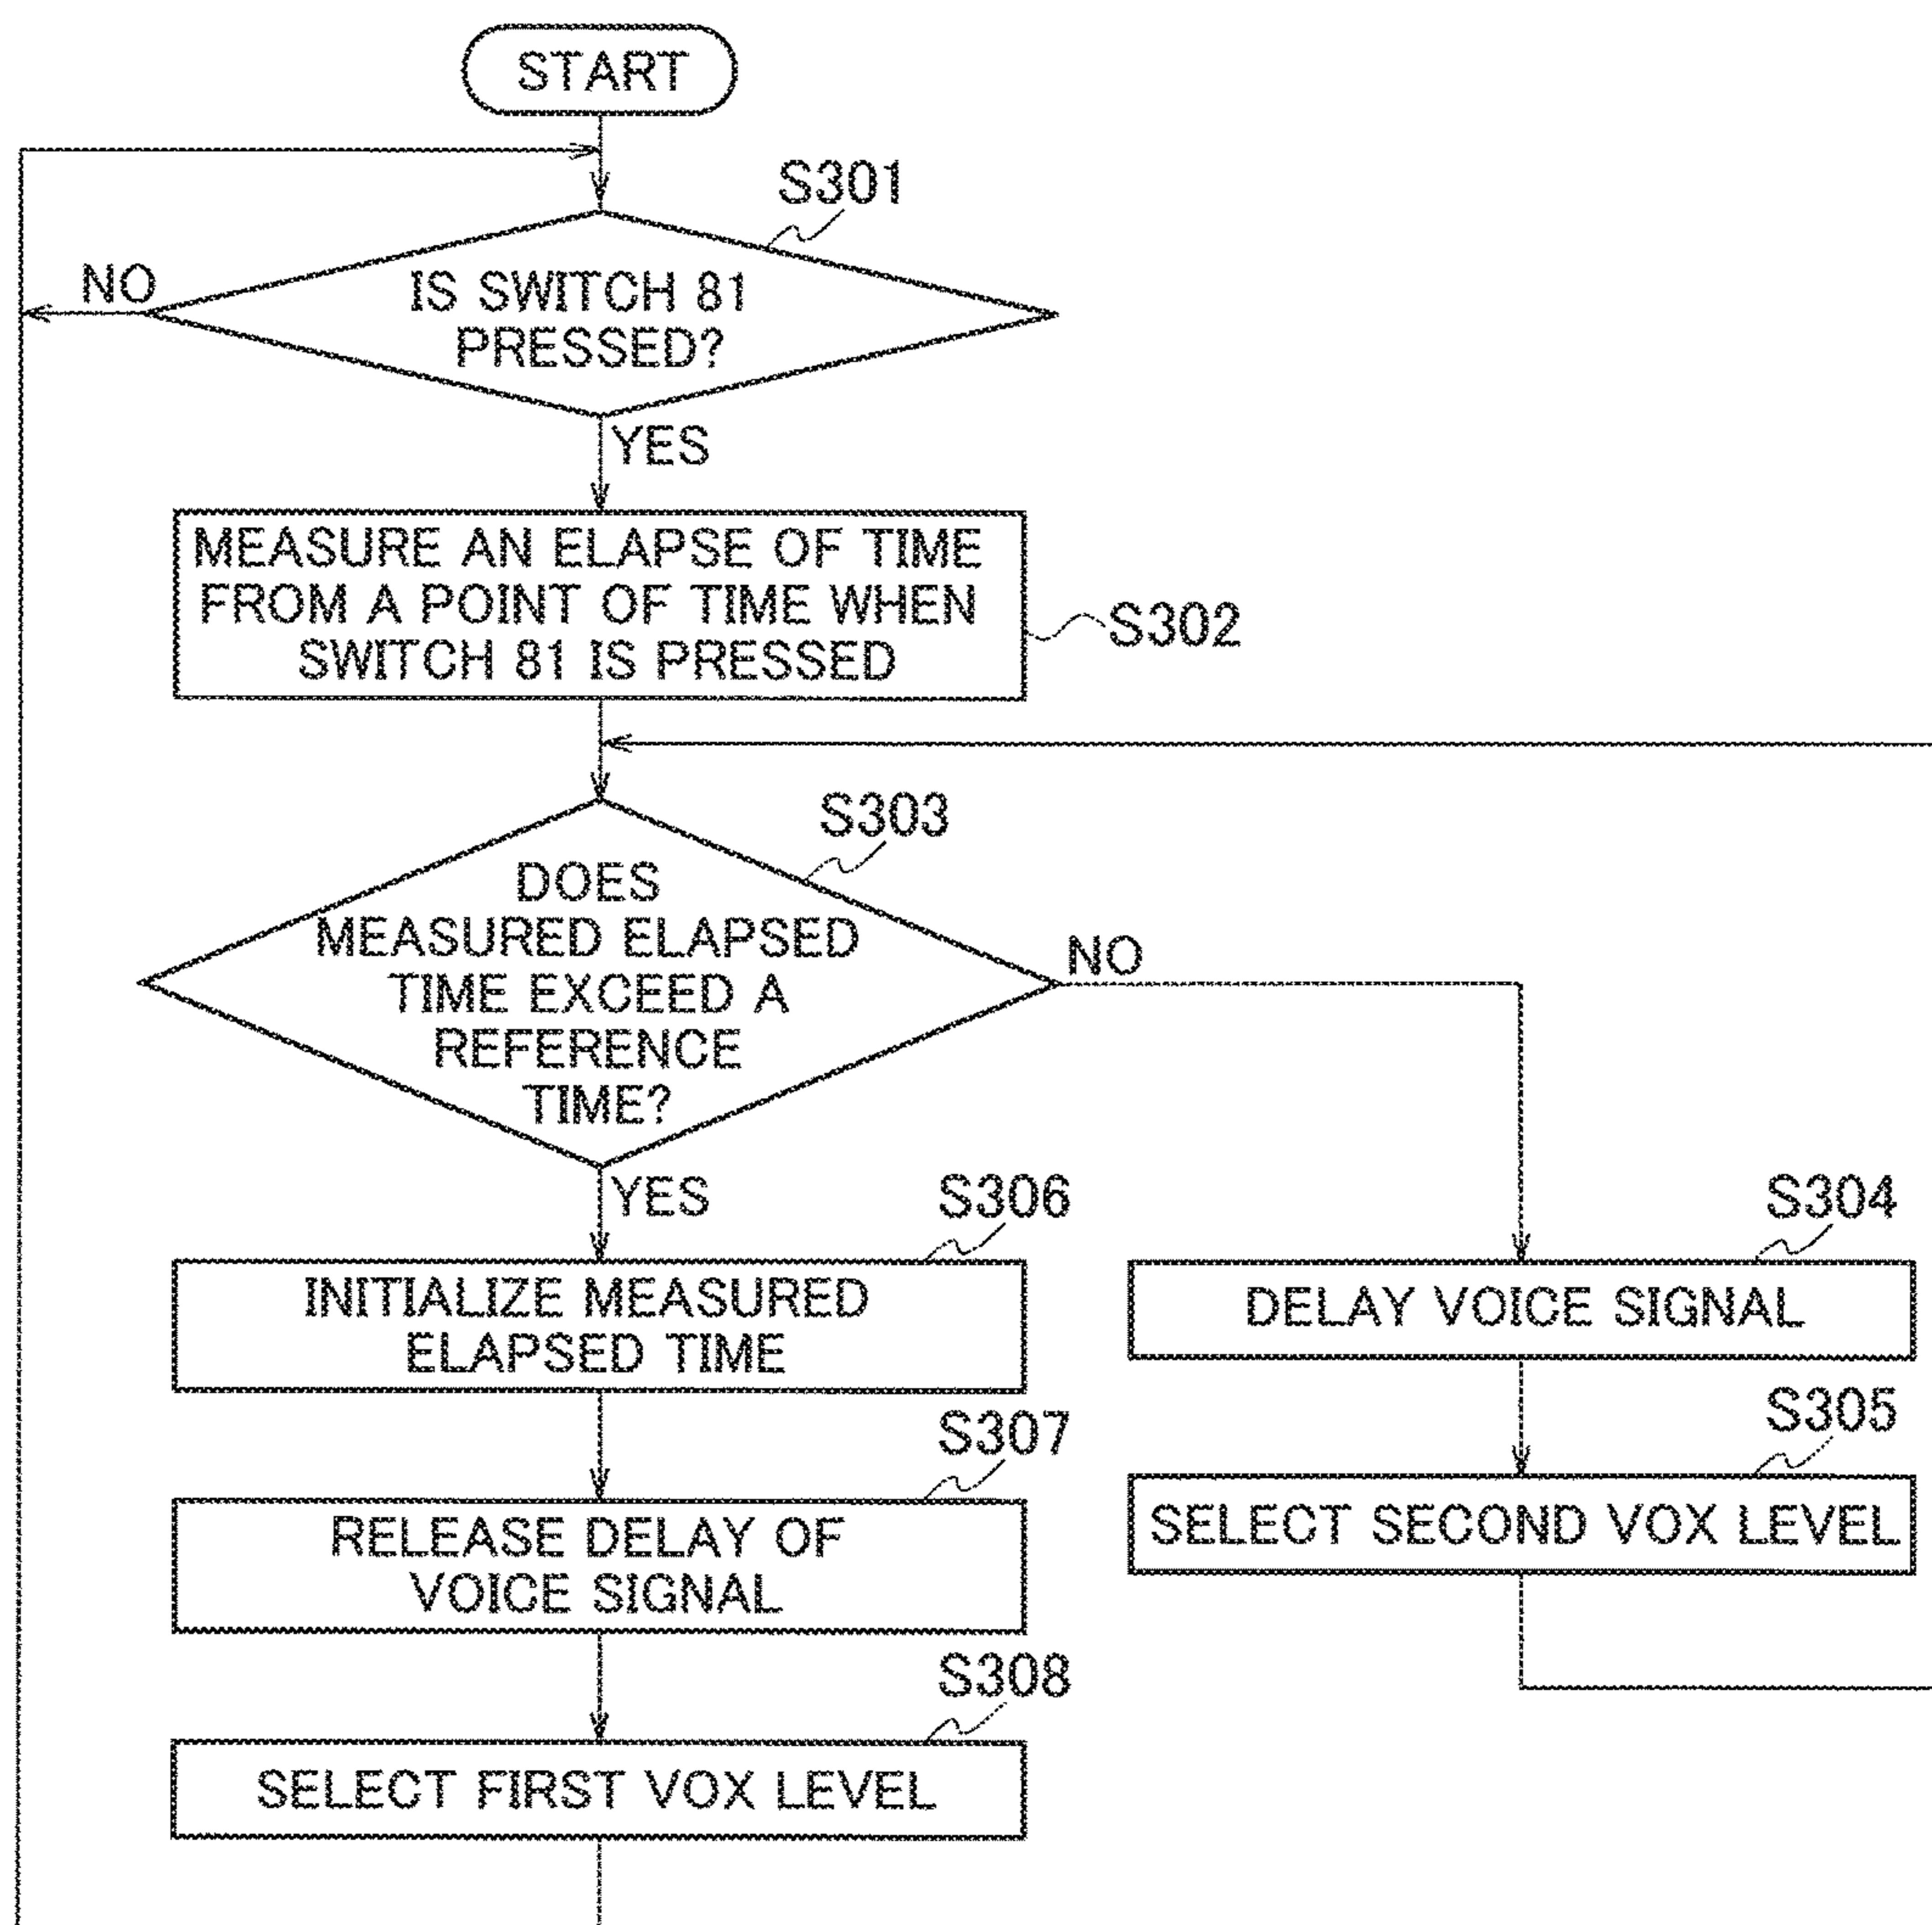 START
S301
NO
IS SWITCH 81
PRESSED?
YES
MEASURE AN ELAPSE OF TIME
FROM A POINT OF TIME WHEN
SWITCH 81 IS PRESSED
S302
S303
DOES
MEASURED ELAPSED
TIME EXCEED A
REFERENCE
TIME?
NO
YES
S306
INITIALIZE MEASURED
ELAPSED TIME
S304
DELAY VOICE SIGNAL
S307
RELEASE DELAY OF
VOICE SIGNAL
S305
SELECT SECOND VOX LEVEL
S308
SELECT FIRST VOX LEVEL